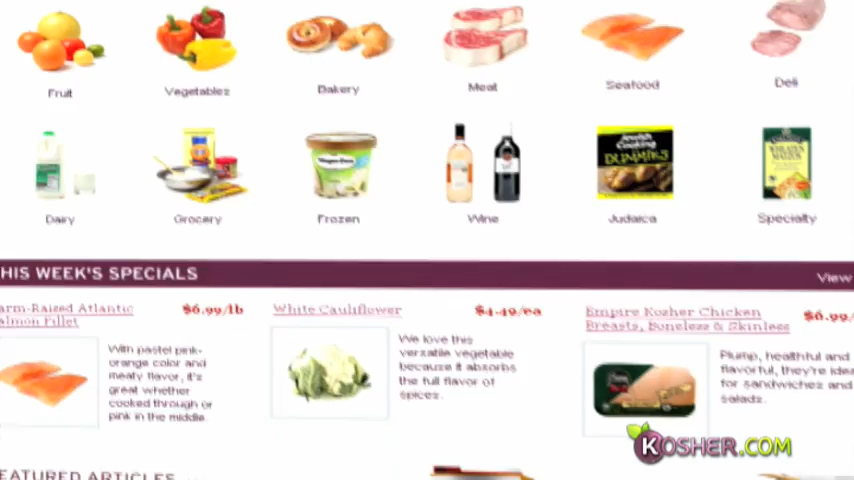 Fruit
Vegetables
Bakery
Meat
Seafood
Deli
Häagen-Dazs
Jewish
Cooking
DUMMIES
Dairy
Grocery
Frozen
Wine
Judaica
Specialty
HIS WEEK'S SPECIALS
View
arm-Raised Atlantic
almon Fillet
$6.99/lb
With pastel pink-
orange color and
meaty flavor, it's
great whether
cooked through or
pink in the middle.
White Cauliflower
$4.49/ea
We love this
versatile vegetable
because it absorbs
the full flavor of
spices.
Empire Kosher Chicken
Breasts, Boneless & Skinless
$6.99/
Plump, healthful and
flavorful, they're idea
for sandwiches and
salads.
EATURED ARTICLES
KOSHER.COM